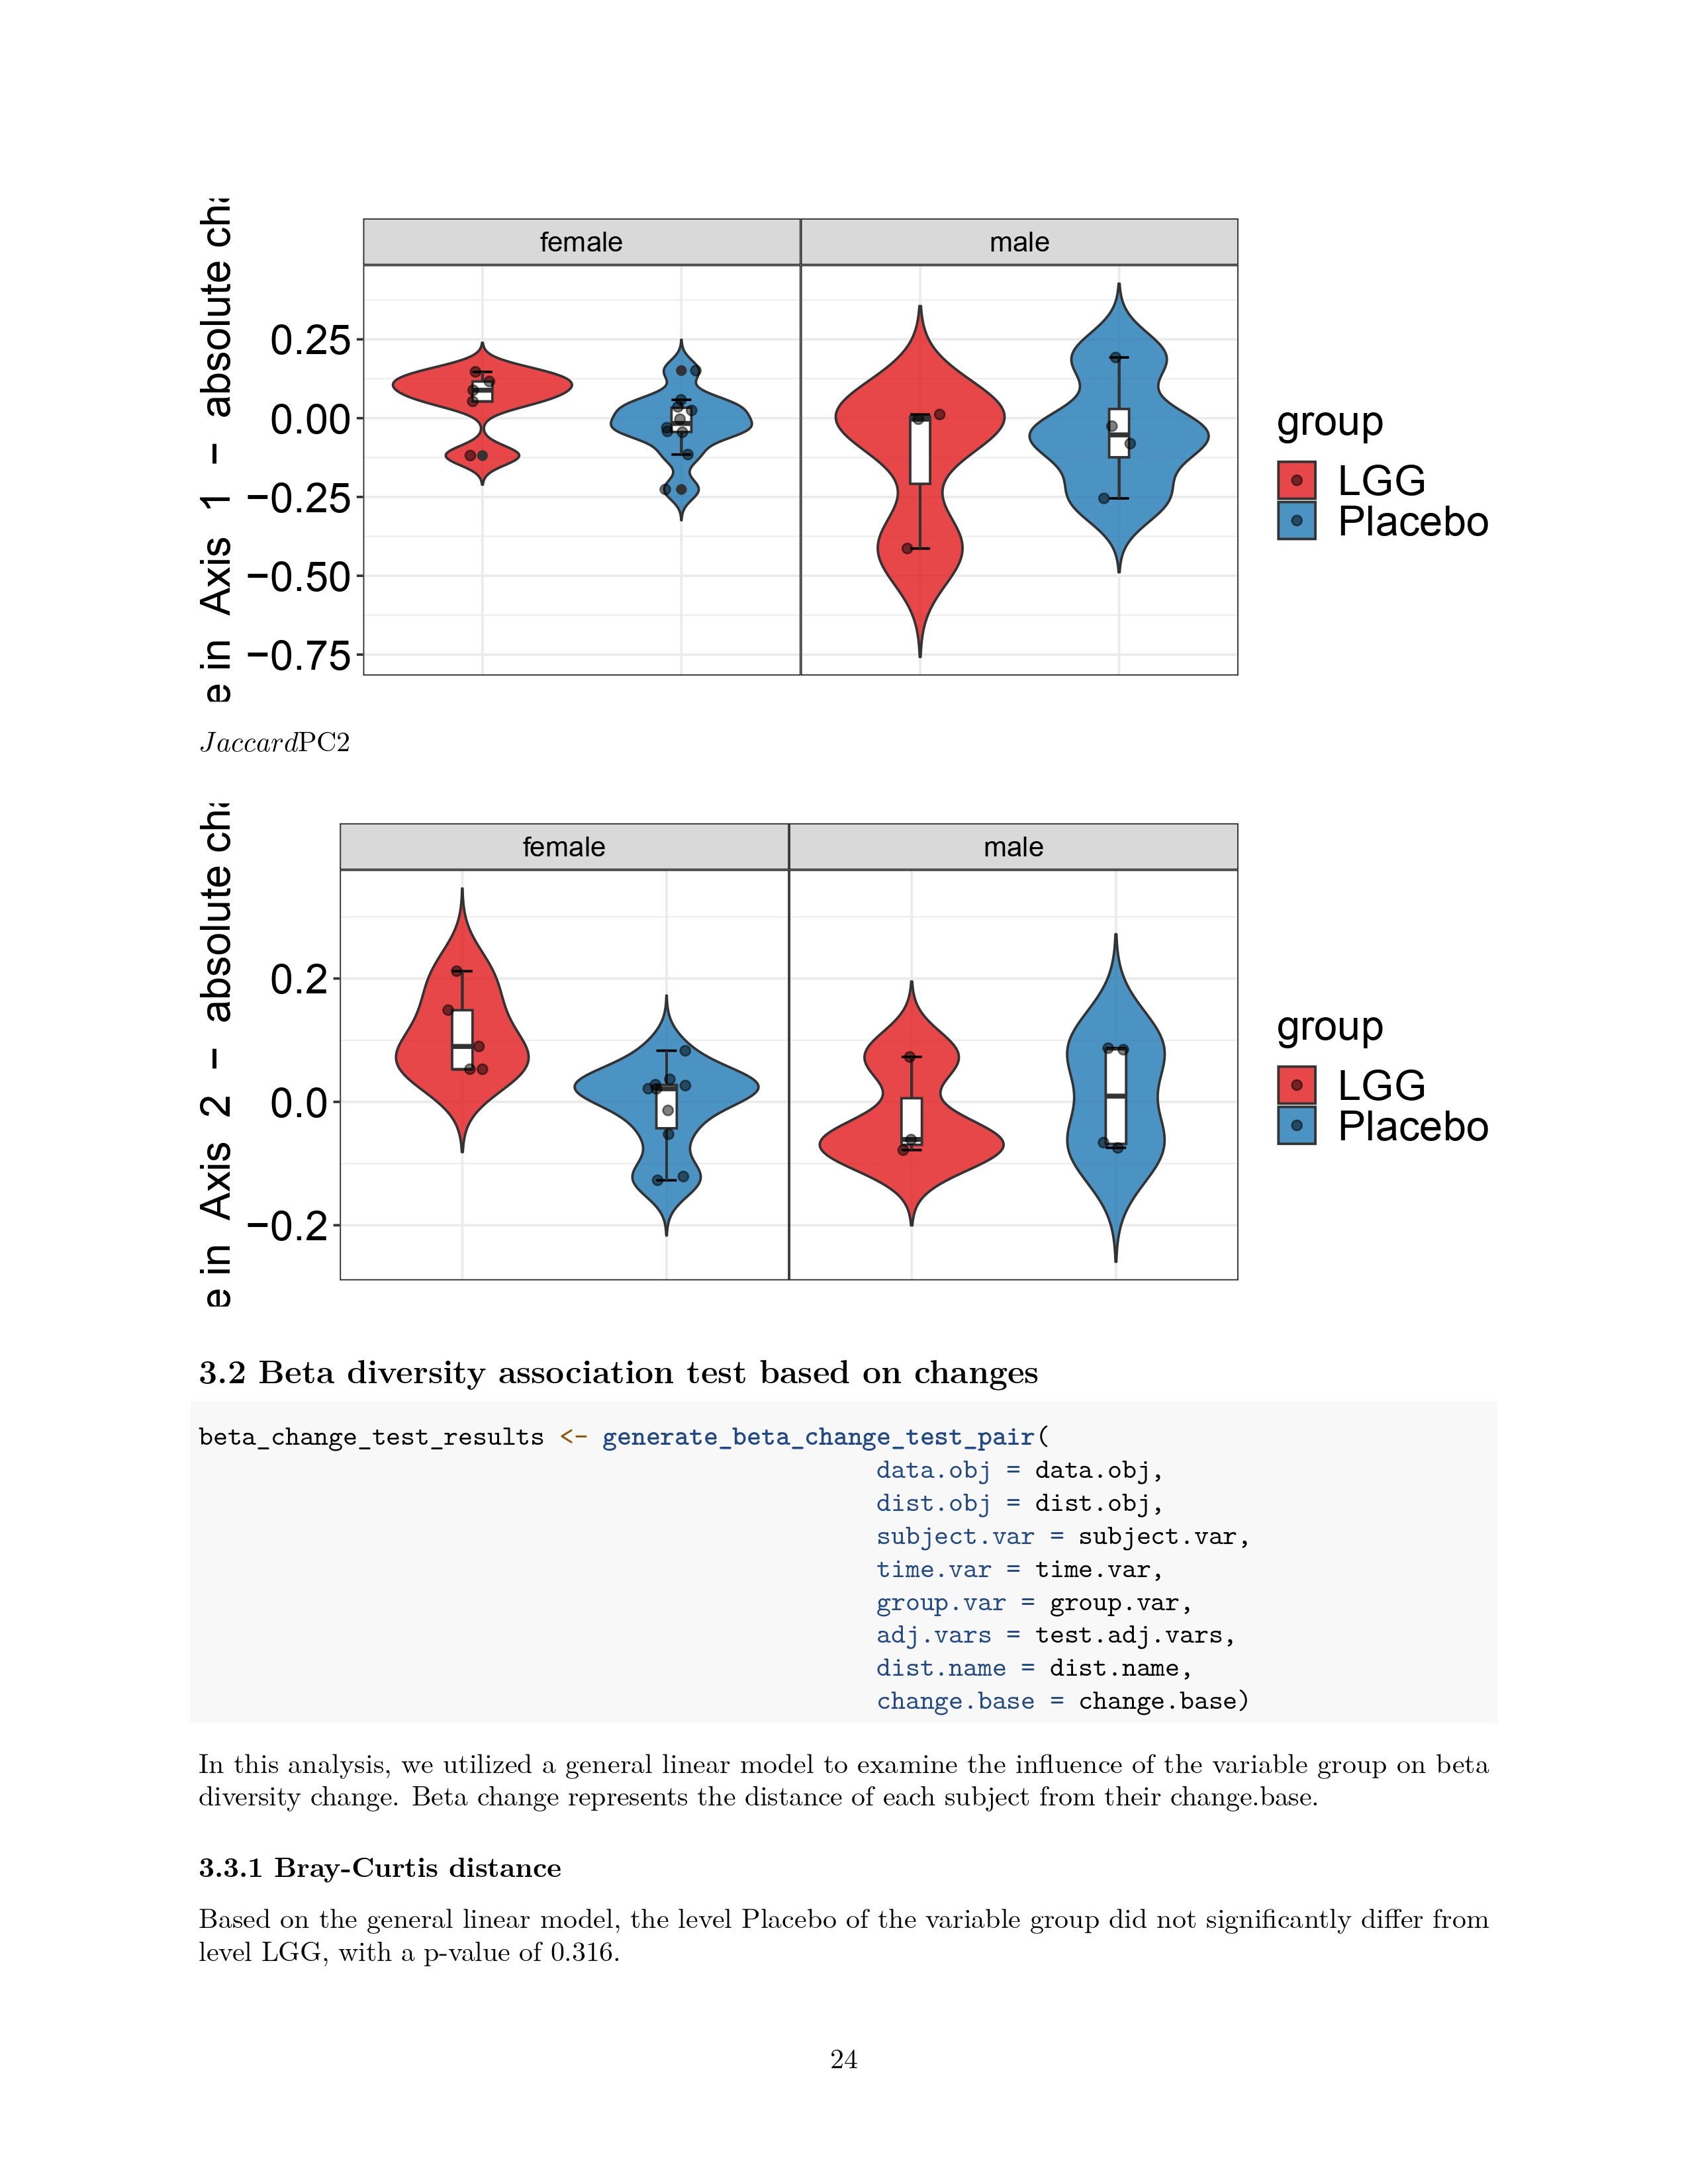 e in Axis 1 − absolute cha
female
male
0.25
0.00
−0.25
−0.50
−0.75
group
LGG
Placebo
JaccardPC2
e in Axis 2 − absolute cha
female
male
0.2
0.0
−0.2
group
LGG
Placebo
3.2 Beta diversity association test based on changes
beta_change_test_results <- generate_beta_change_test_pair(
data.obj = data.obj,
dist.obj = dist.obj,
subject.var = subject.var,
time.var = time.var,
group.var = group.var,
adj.vars = test.adj.vars,
dist.name = dist.name,
change.base = change.base)
In this analysis, we utilized a general linear model to examine the influence of the variable group on beta
diversity change. Beta change represents the distance of each subject from their change.base.
3.3.1 Bray-Curtis distance
Based on the general linear model, the level Placebo of the variable group did not significantly differ from
level LGG, with a p-value of 0.316.
24